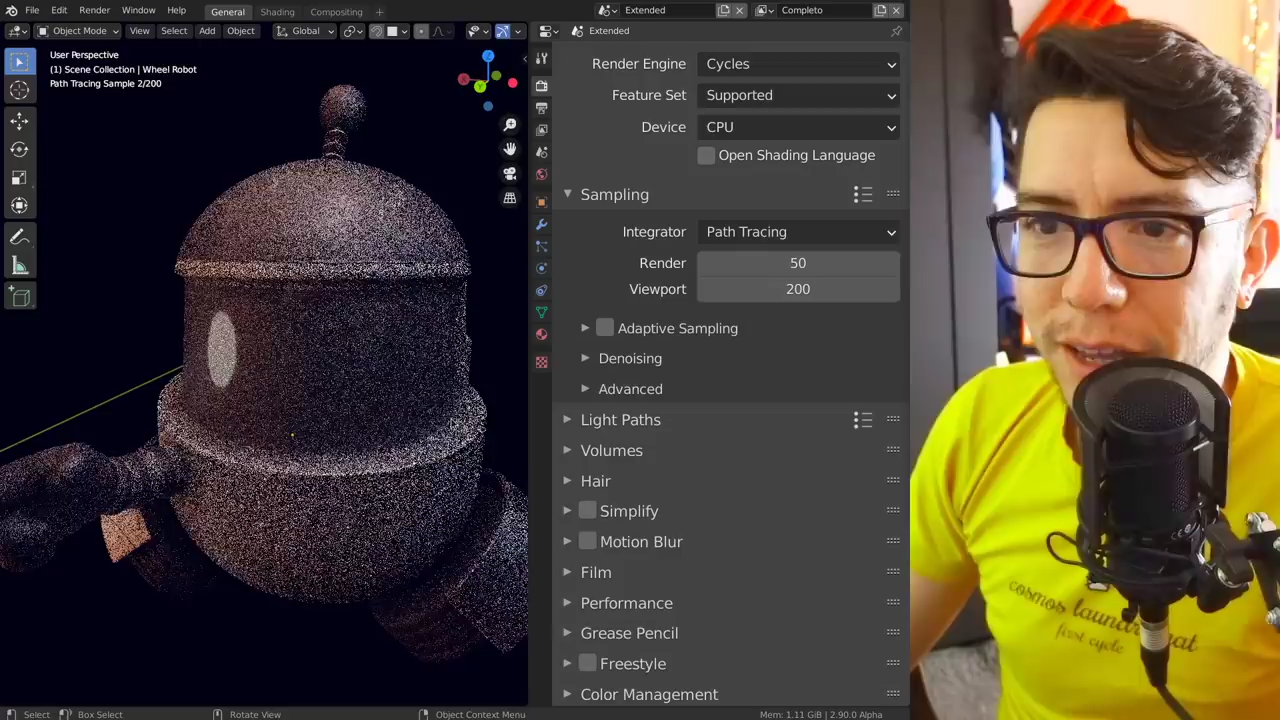 File Edit Render Window Help General Shading Compositing + Extended Completo
Object Mode View Select Add Object Global Extended
User Perspective
(1) Scene Collection | Wheel Robot
Path Tracing Sample 2/200
Z
Y
Render Engine Cycles
Feature Set Supported
Device CPU
Open Shading Language
Sampling
Integrator Path Tracing
Render 50
Viewport 200
Adaptive Sampling
Denoising
Advanced
Light Paths
Volumes
Hair
Simplify
Motion Blur
Film
Performance
Grease Pencil
Freestyle
Color Management
Select Box Select Rotate View Object Context Menu Mem: 1.11 GiB | 2.90.0 Alpha
cosmos laundromat
first cycle